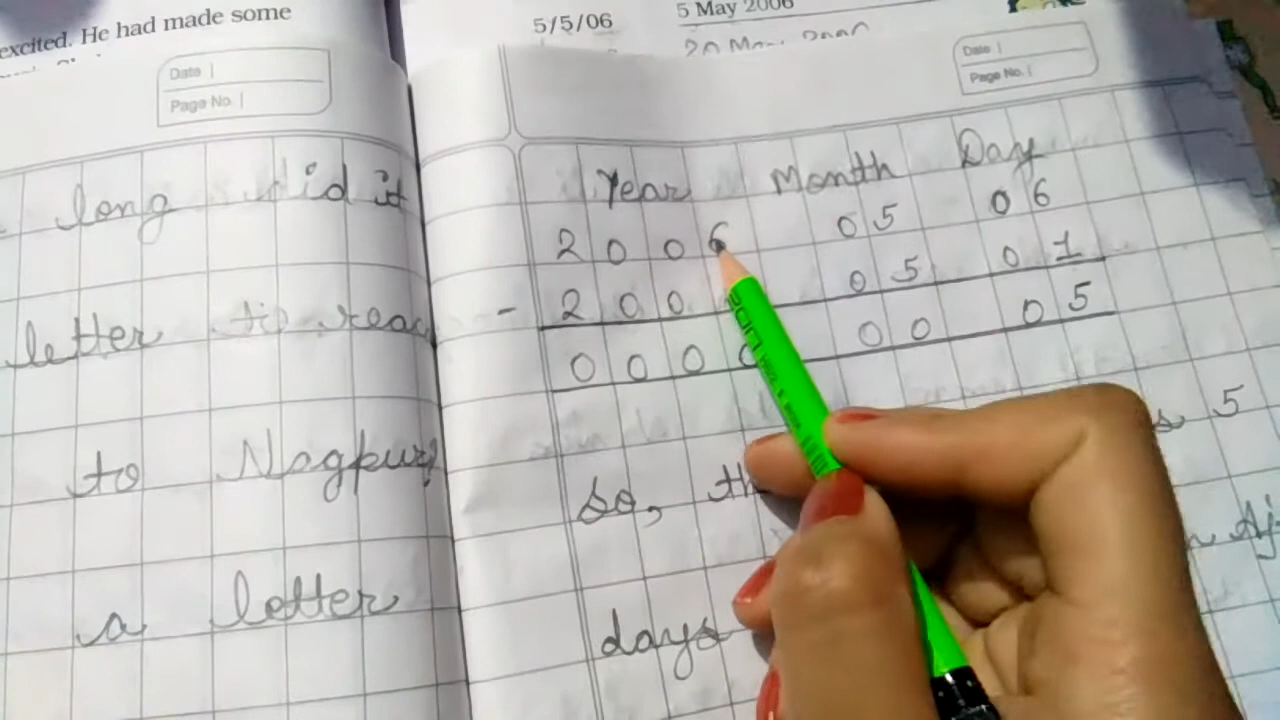 excited. He had made some
Date
Page No.
long did it
letter to reac
to Nagpur
a letter
5/5/06 5 May 2006
Date
Page No.
Year Month Day
2006 05 06
- 200 05 01
0000 00 05
so, th s 5
days